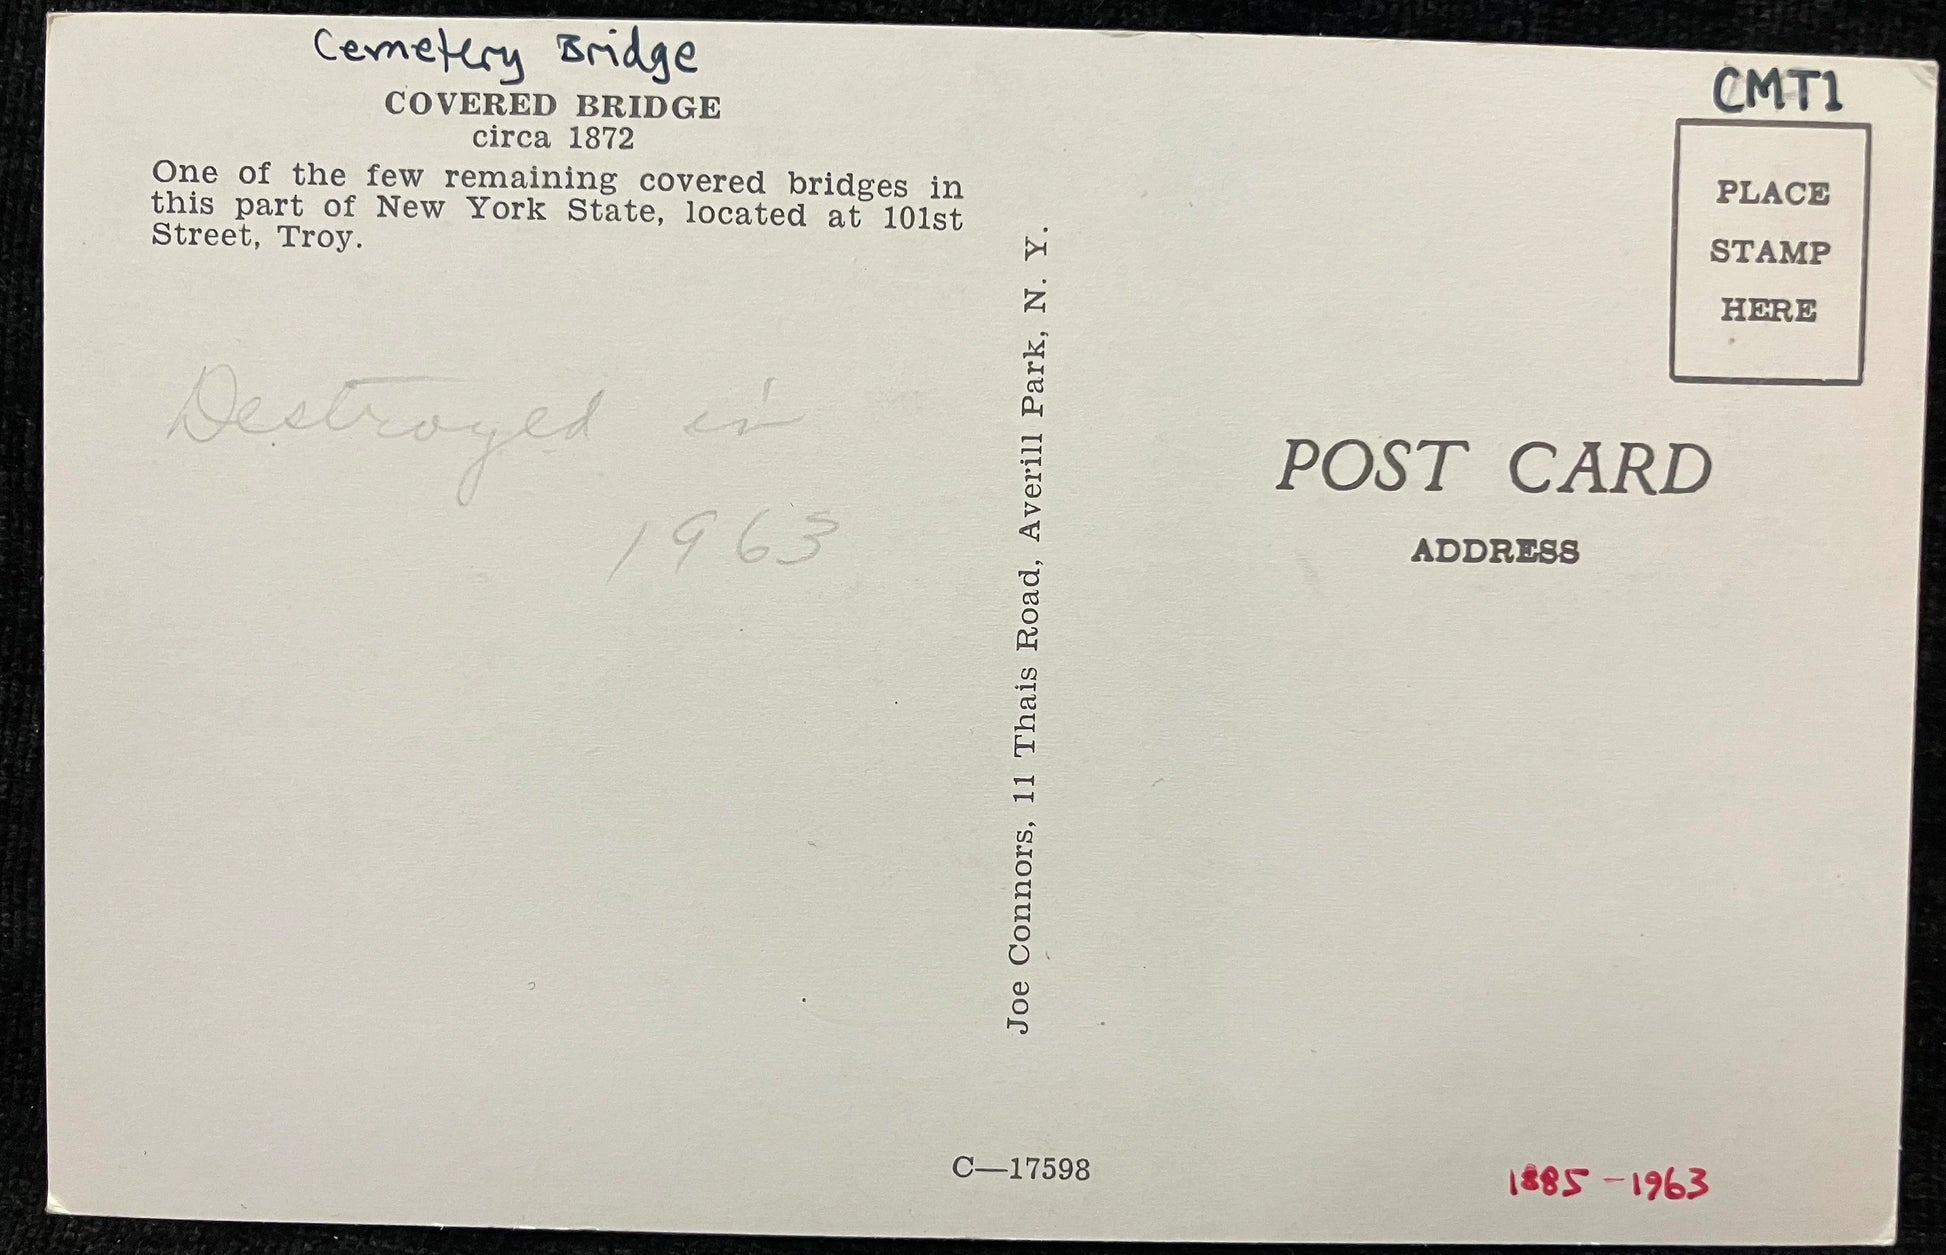 Cemetery Bridge
COVERED BRIDGE
circa 1872
One of the few remaining covered bridges in
this part of New York State, located at 101st
Street, Troy.
Destroyed in
1963
Joe Connors, 11 Thais Road, Averill Park, N. Y.
C—17598
CMT1
PLACE
STAMP
HERE
POST CARD
ADDRESS
1885-1963